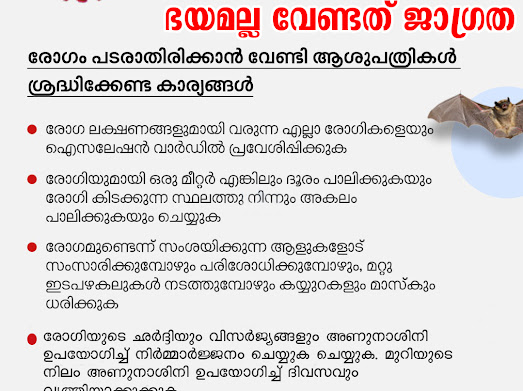 ഭയമല്ല വേണ്ടത് ജാഗ്രത
രോഗം പടരാതിരിക്കാൻ വേണ്ടി ആശുപത്രികൾ
ശ്രദ്ധിക്കേണ്ട കാര്യങ്ങൾ
രോഗ ലക്ഷണങ്ങളുമായി വരുന്ന എല്ലാ രോഗികളെയും
ഐസലേഷൻ വാർഡിൽ പ്രവേശിപ്പിക്കുക
രോഗിയുമായി ഒരു മീറ്റർ എങ്കിലും ദൂരം പാലിക്കുകയും
രോഗി കിടക്കുന്ന സ്ഥലത്തു നിന്നും അകലം
പാലിക്കുകയും ചെയ്യുക
രോഗമുണ്ടെന്ന് സംശയിക്കുന്ന ആളുകളോട്
സംസാരിക്കുമ്പോഴും പരിശോധിക്കുമ്പോഴും, മറ്റു
ഇടപഴകലുകൾ നടത്തുമ്പോഴും കയ്യുറകളും മാസ്കും
ധരിക്കുക
രോഗിയുടെ ഛർദ്ദിയും വിസർജ്യങ്ങളും അണുനാശിനി
ഉപയോഗിച്ച് നിർമ്മാർജ്ജനം ചെയ്യുക ചെയ്യുക. മുറിയുടെ
നിലം അണുനാശിനി ഉപയോഗിച്ച് ദിവസവും